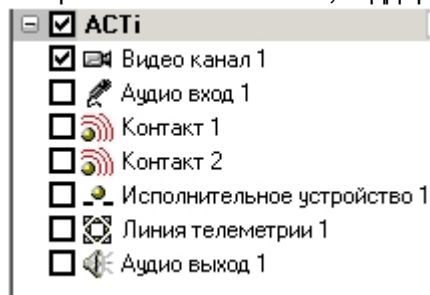 ACTi
Видео канал 1
Аудио вход 1
Контакт 1
Контакт 2
Исполнительное устройство 1
Линия телеметрии 1
Аудио выход 1